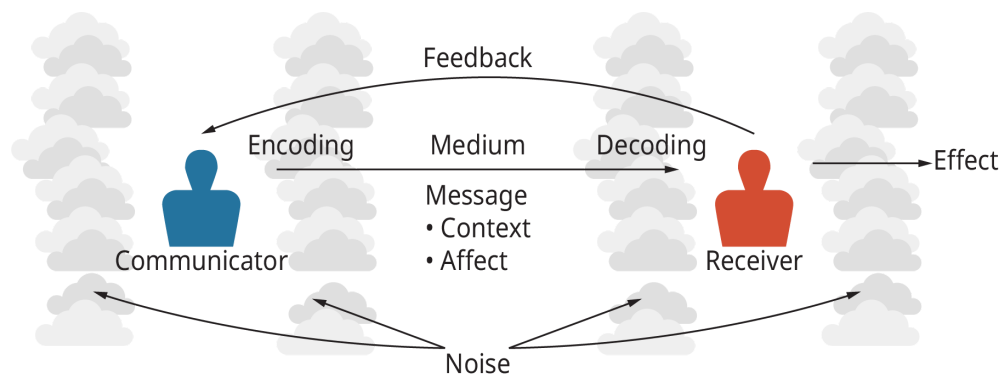 Feedback
Encoding Medium Decoding
Effect
Message
• Context
• Affect
Communicator Receiver
Noise